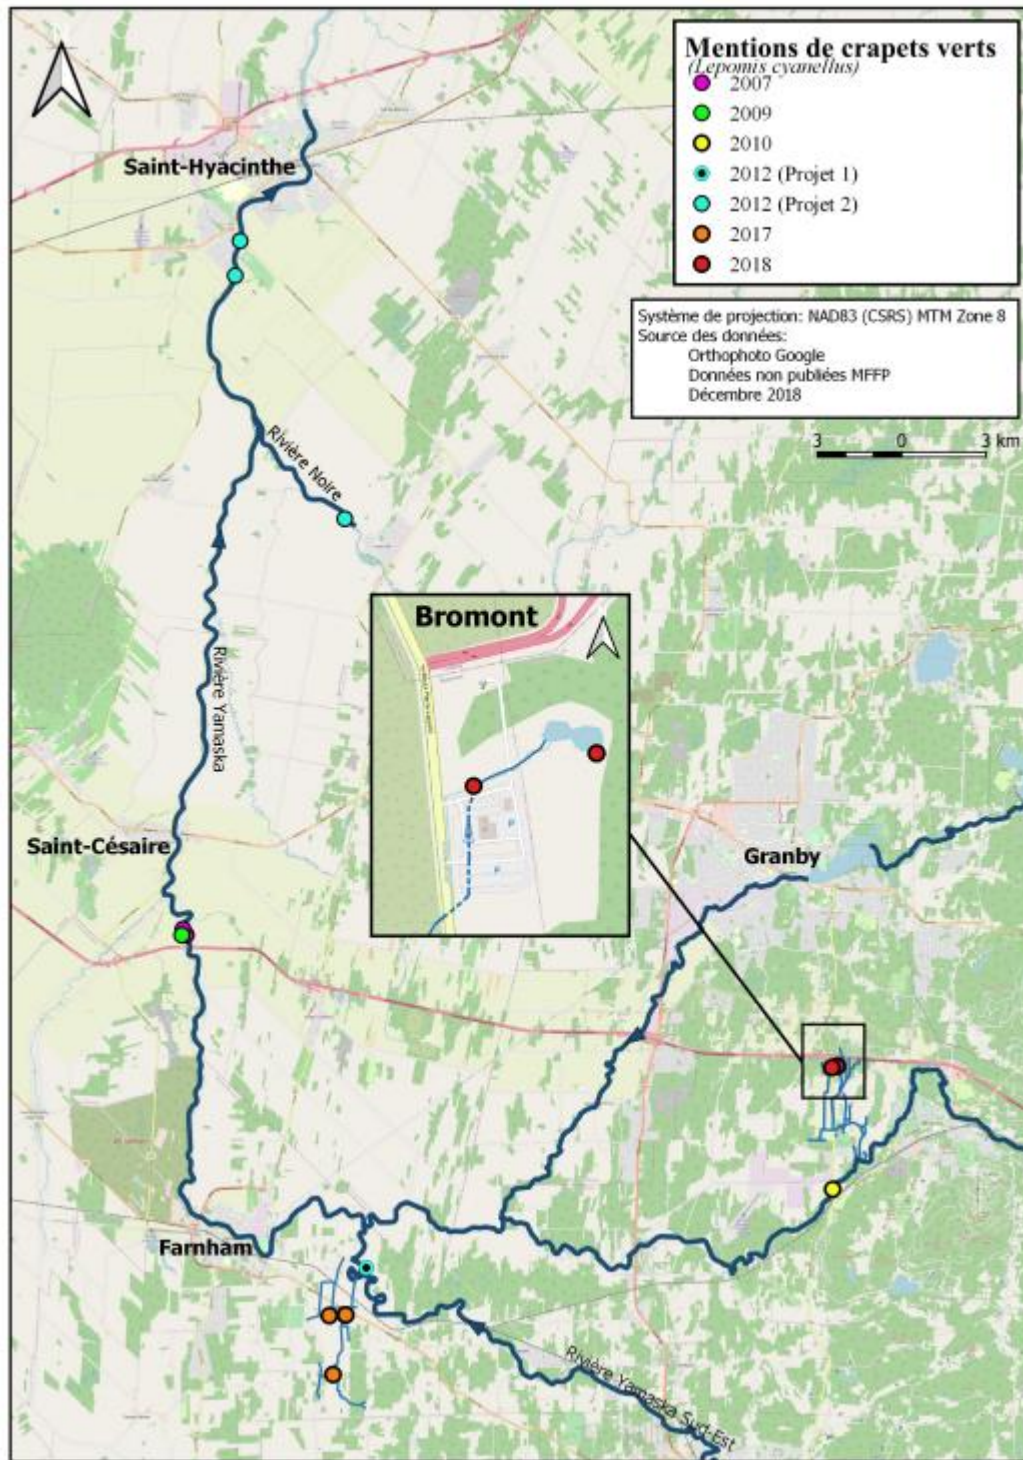 Mentions de crapets verts
(Lepomis cyanellus)
2007
2009
2010
2012 (Projet 1)
2012 (Projet 2)
2017
2018
Système de projection: NAD83 (CSRS) MTM Zone 8
Source des données:
Orthophoto Google
Données non publiées MFFP
Décembre 2018
3 0 3 km
Saint-Hyacinthe
Rivière Noire
Rivière Yamaska
Bromont
P
P
Saint-Césaire
Granby
Farnham
Rivière Yamaska Sud-Est